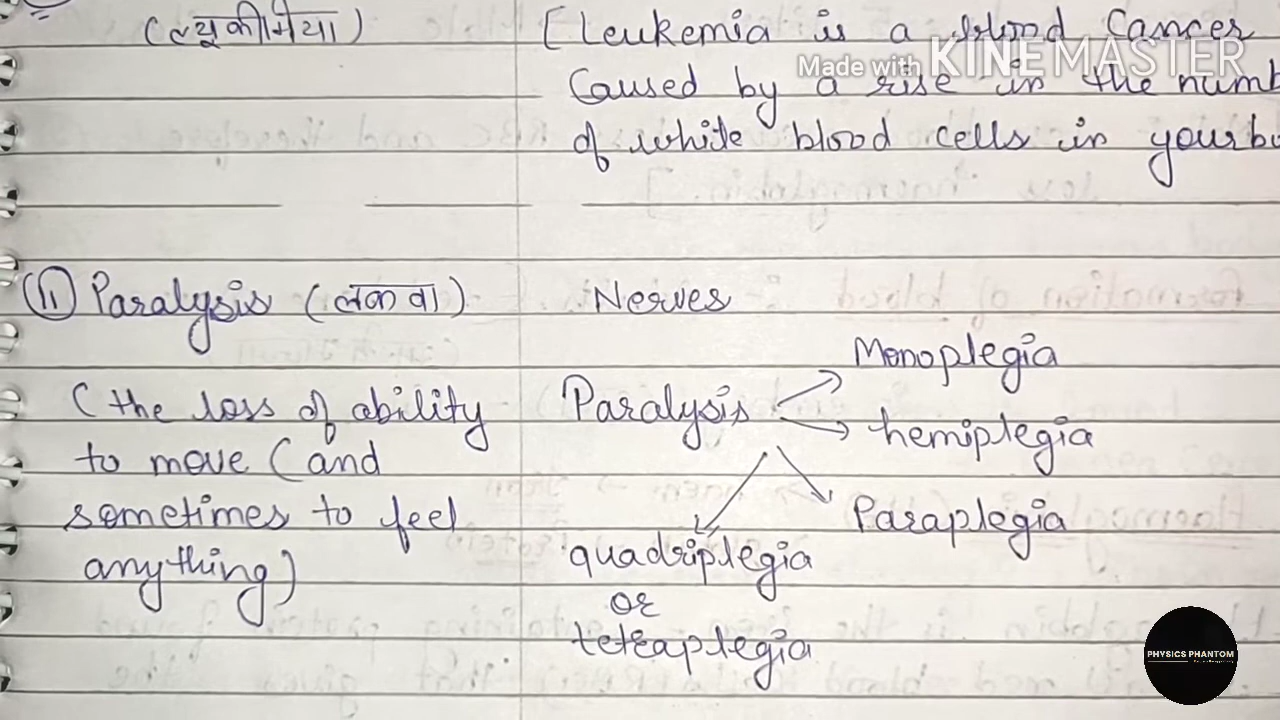 (ल्यूकीमिया)
[Leukemia is a blood Cancer
Made with KINEMASTER
Caused by a rise in the numb
of white blood cells in your bo
11 Paralysis (लकवा)
Nerves
(the loss of ability
to move (and
sometimes to feel
anything)
Paralysis
Monoplegia
hemiplegia
Paraplegia
quadriplegia
or
tetraplegia
PHYSICS PHANTOM